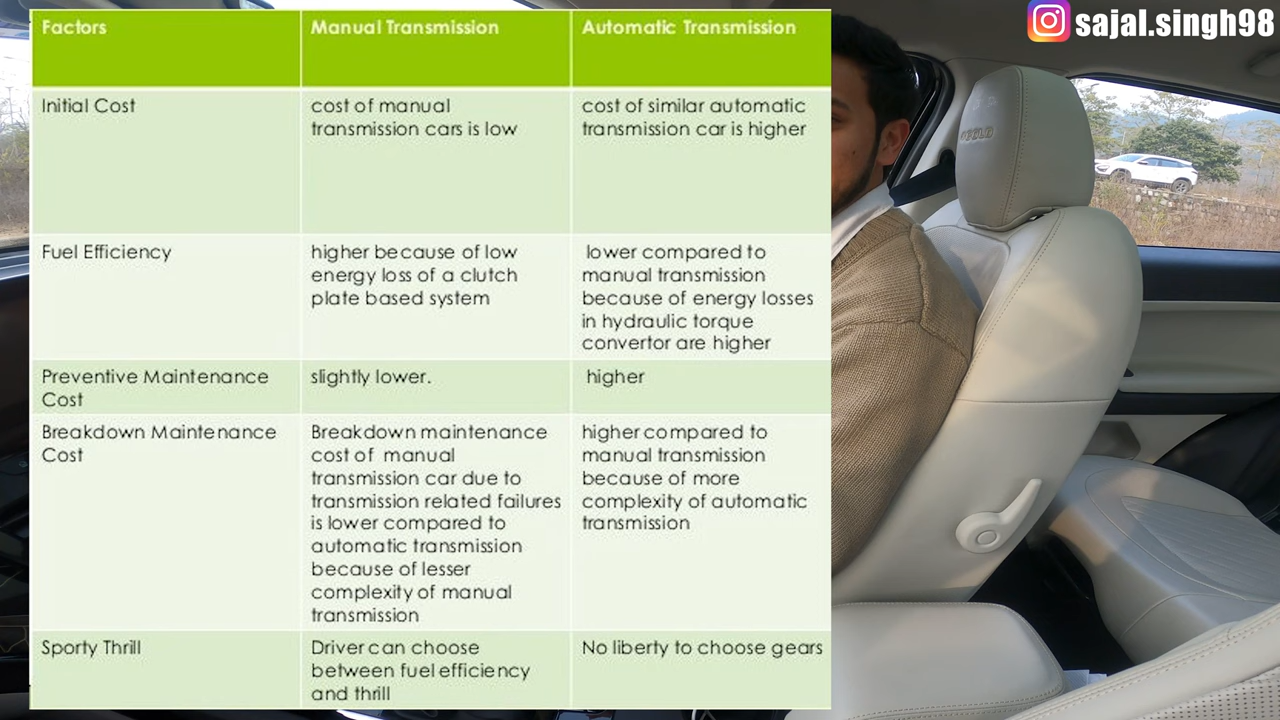 sajal.singh98
Factors
Manual Transmission
Automatic Transmission
Initial Cost
cost of manual
transmission cars is low
cost of similar automatic
transmission car is higher
Fuel Efficiency
higher because of low
energy loss of a clutch
plate based system
lower compared to
manual transmission
because of energy losses
in hydraulic torque
convertor are higher
Preventive Maintenance
Cost
slightly lower.
higher
Breakdown Maintenance
Cost
Breakdown maintenance
cost of manual
transmission car due to
transmission related failures
is lower compared to
automatic transmission
because of lesser
complexity of manual
transmission
higher compared to
manual transmission
because of more
complexity of automatic
transmission
Sporty Thrill
Driver can choose
between fuel efficiency
and thrill
No liberty to choose gears